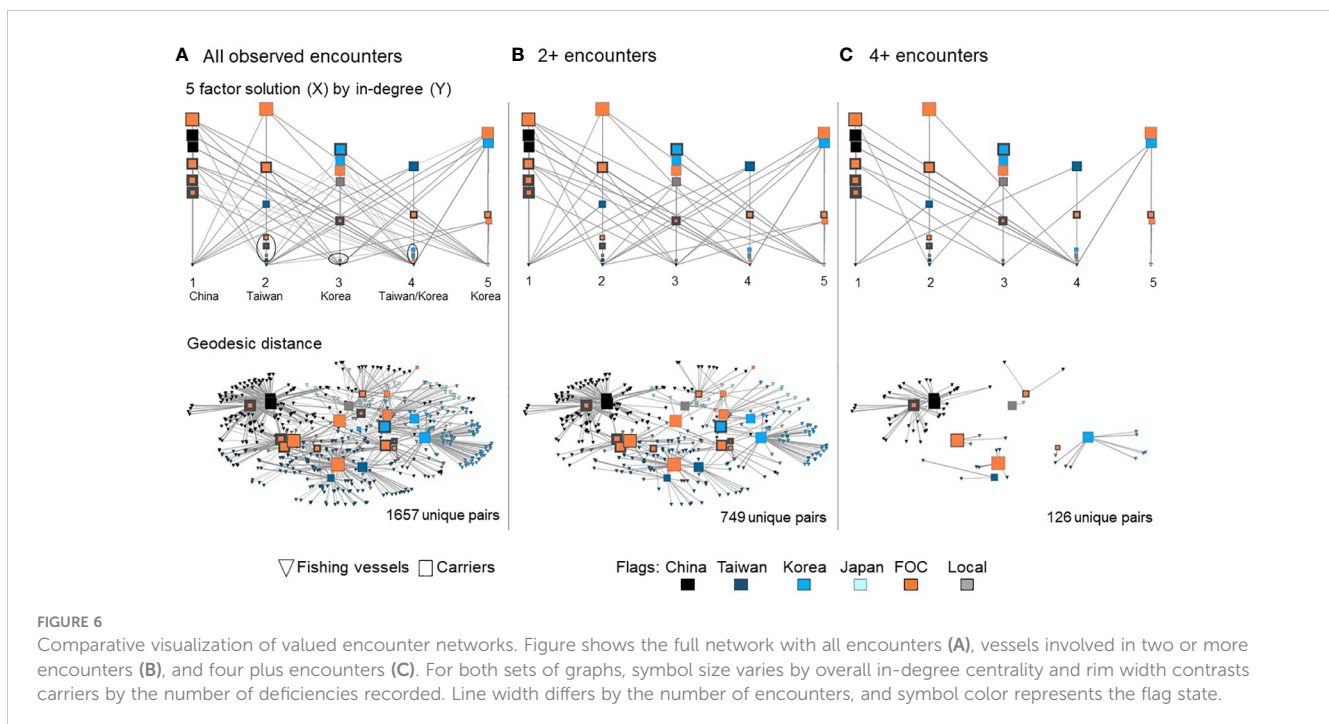 A All observed encounters
5 factor solution (X) by in-degree (Y)
1 2 3 4 5
China Taiwan Korea Taiwan/Korea Korea
B 2+ encounters
1 2 3 4 5
C 4+ encounters
1 2 3 4 5
Geodesic distance
1657 unique pairs
749 unique pairs
126 unique pairs
Fishing vessels Carriers
Flags: China Taiwan Korea Japan FOC Local
FIGURE 6
Comparative visualization of valued encounter networks. Figure shows the full network with all encounters (A), vessels involved in two or more
encounters (B), and four plus encounters (C). For both sets of graphs, symbol size varies by overall in-degree centrality and rim width contrasts
carriers by the number of deficiencies recorded. Line width differs by the number of encounters, and symbol color represents the flag state.